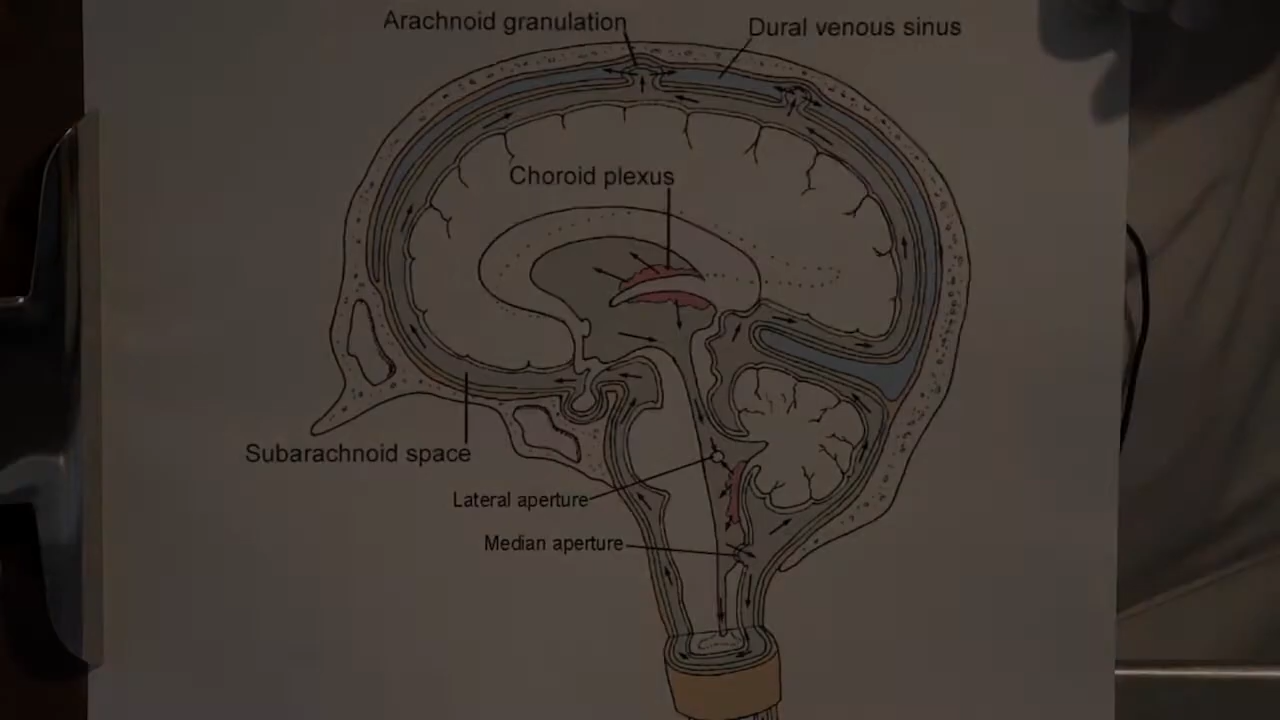 Arachnoid granulation
Dural venous sinus
Choroid plexus
Subarachnoid space
Lateral aperture
Median aperture